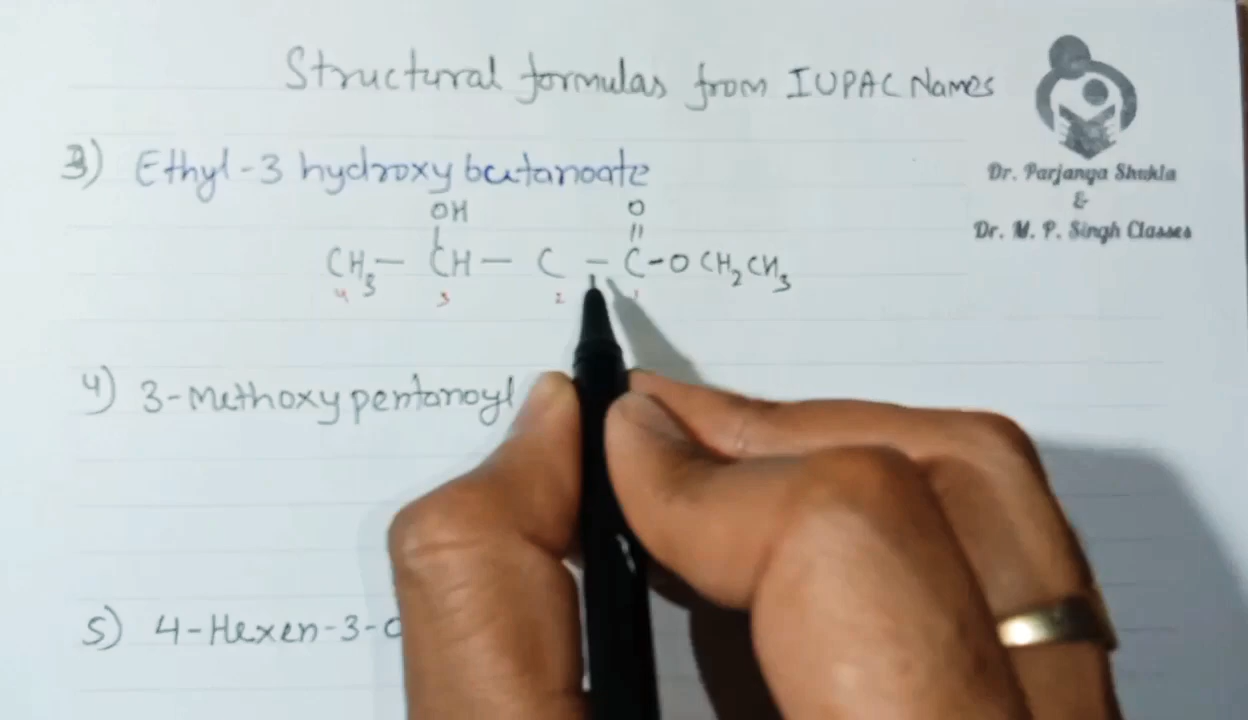 Structural formulas from IUPAC Names
Dr. Parjanya Shukla
&
Dr. M. P. Singh Classes
3) Ethyl-3 hydroxy butanoate
OH O
CH3— CH — C — C-O CH2CH3
4 3 2 1
4) 3-Methoxy pentanoyl
5) 4-Hexen-3-o